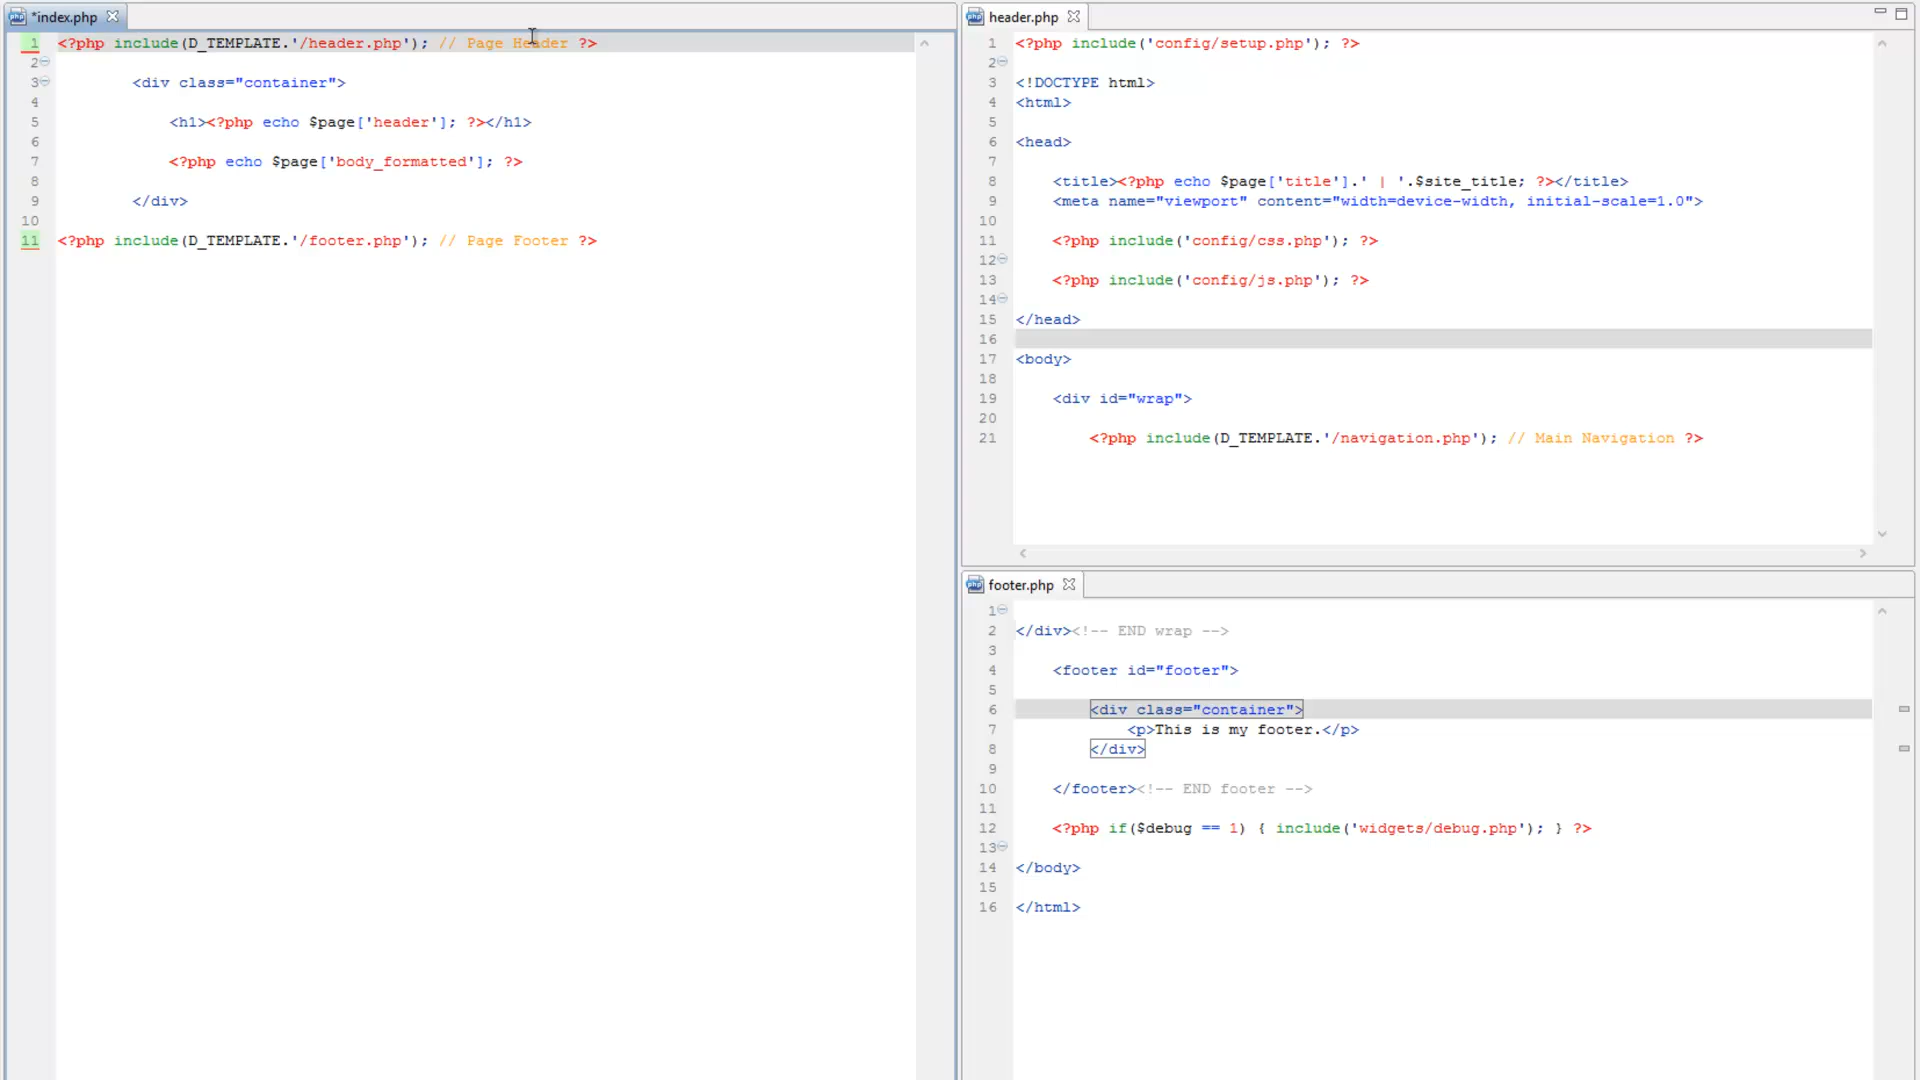 *index.php
1 <?php include(D_TEMPLATE.'/header.php'); // Page Header ?>
2
3 <div class="container">
4
5 <h1><?php echo $page['header']; ?></h1>
6
7 <?php echo $page['body_formatted']; ?>
8
9 </div>
10
11 <?php include(D_TEMPLATE.'/footer.php'); // Page Footer ?>
header.php
1 <?php include('config/setup.php'); ?>
2
3 <!DOCTYPE html>
4 <html>
5
6 <head>
7
8 <title><?php echo $page['title'].' | '.$site_title; ?></title>
9 <meta name="viewport" content="width=device-width, initial-scale=1.0">
10
11 <?php include('config/css.php'); ?>
12
13 <?php include('config/js.php'); ?>
14
15 </head>
16
17 <body>
18
19 <div id="wrap">
20
21 <?php include(D_TEMPLATE.'/navigation.php'); // Main Navigation ?>
footer.php
1
2 </div><!-- END wrap -->
3
4 <footer id="footer">
5
6 <div class="container">
7 <p>This is my footer.</p>
8 </div>
9
10 </footer><!-- END footer -->
11
12 <?php if($debug == 1) { include('widgets/debug.php'); } ?>
13
14 </body>
15
16 </html>